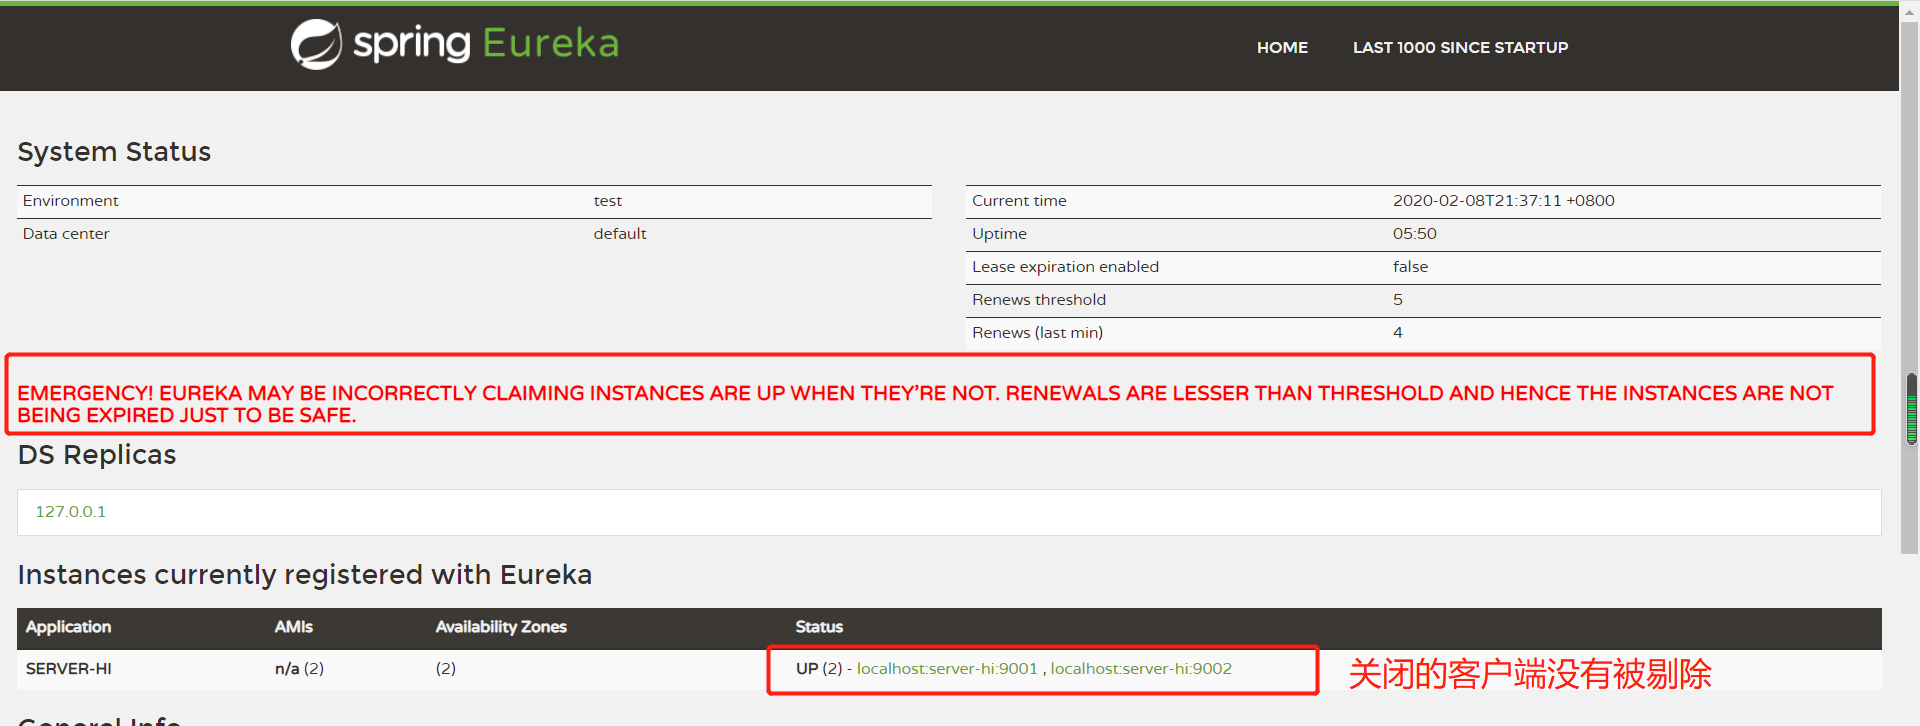 spring Eureka
HOME LAST 1000 SINCE STARTUP
System Status
Environment test
Data center default
Current time 2020-02-08T21:37:11 +0800
Uptime 05:50
Lease expiration enabled false
Renews threshold 5
Renews (last min) 4
EMERGENCY! EUREKA MAY BE INCORRECTLY CLAIMING INSTANCES ARE UP WHEN THEY'RE NOT. RENEWALS ARE LESSER THAN THRESHOLD AND HENCE THE INSTANCES ARE NOT
BEING EXPIRED JUST TO BE SAFE.
DS Replicas
127.0.0.1
Instances currently registered with Eureka
Application AMIs Availability Zones Status
SERVER-HI n/a (2) (2) UP (2) - localhost:server-hi:9001 , localhost:server-hi:9002 关闭的客户端没有被剔除
General Info